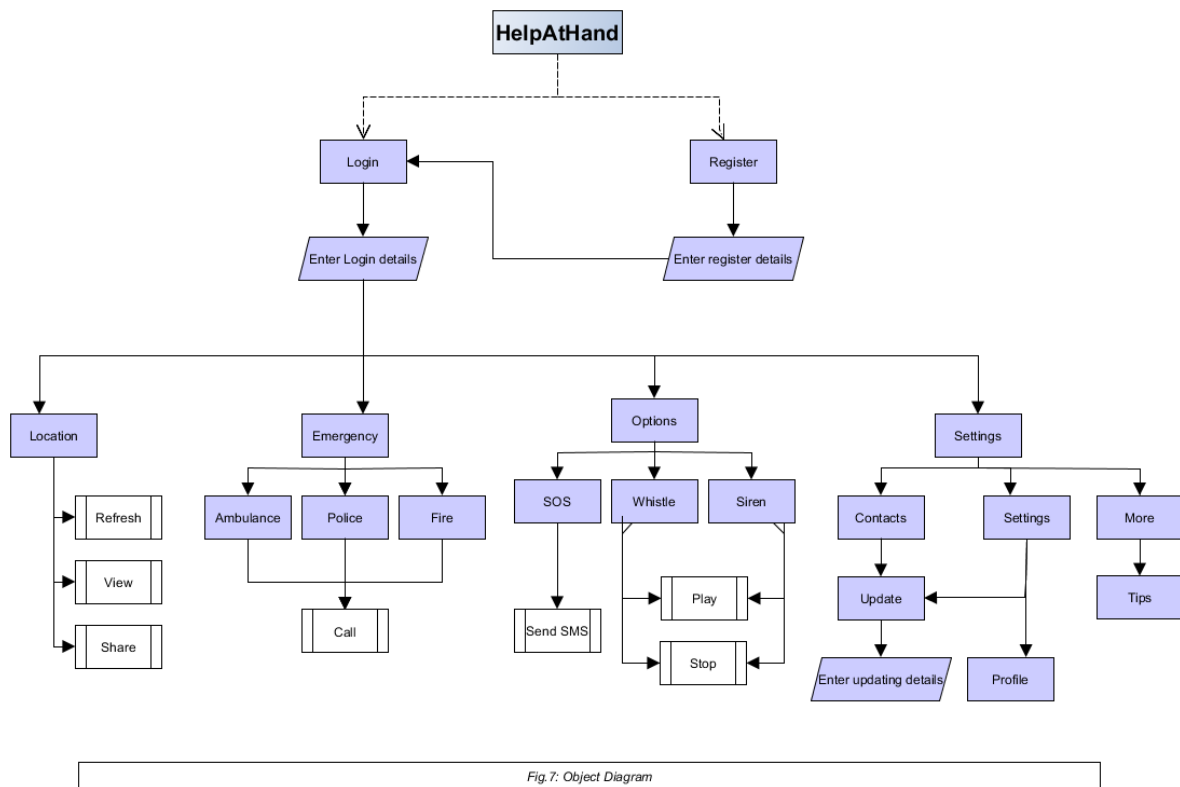 HelpAtHand
Login
Register
Enter Login details
Enter register details
Location
Emergency
Options
Settings
Refresh
View
Share
Ambulance
Police
Fire
Call
SOS
Whistle
Siren
Send SMS
Play
Stop
Contacts
Settings
More
Update
Tips
Enter updating details
Profile
Fig.7: Object Diagram